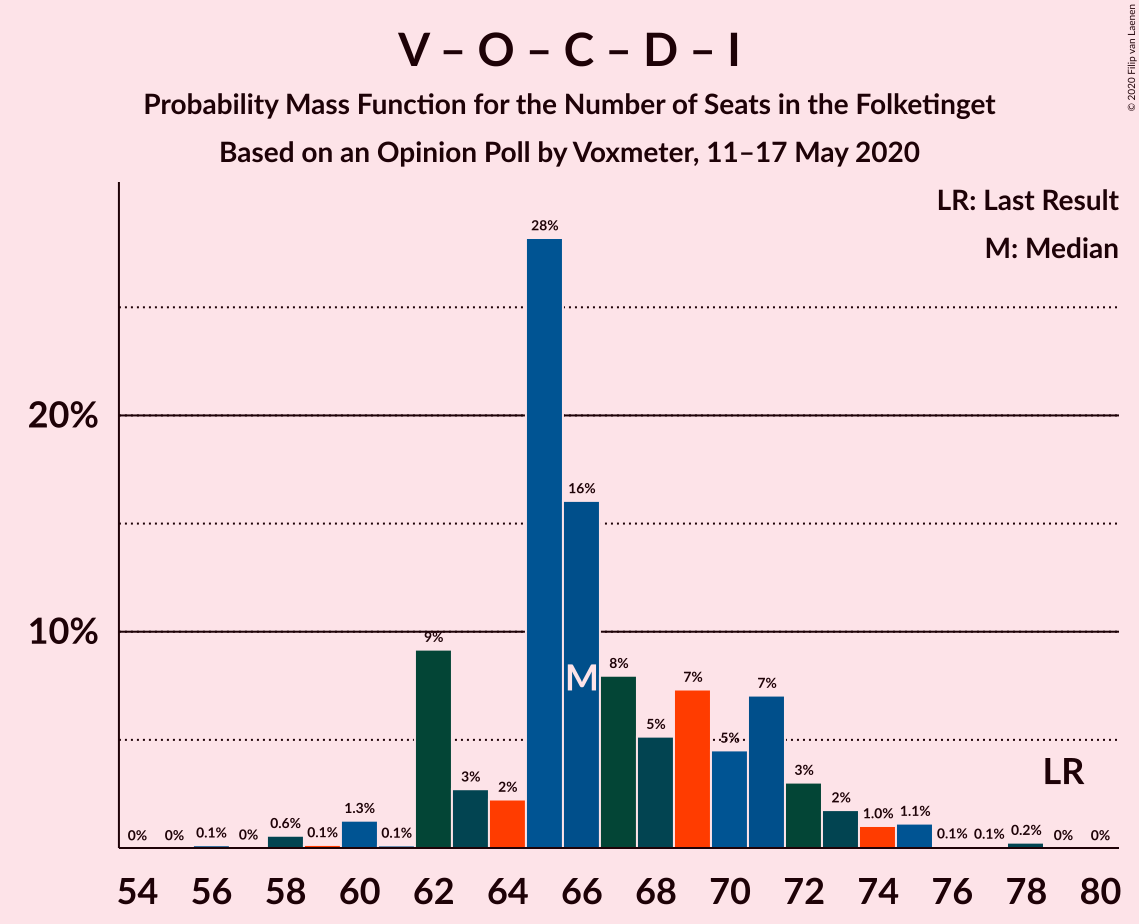 V – O – C – D – I
Probability Mass Function for the Number of Seats in the Folketinget
Based on an Opinion Poll by Voxmeter, 11–17 May 2020
© 2020 Filip van Laenen
LR: Last Result
M: Median
20%
10%
0% 0% 0.1% 0% 0.6% 0.1% 1.3% 0.1% 9% 3% 2% 28% 16% 8% 5% 7% 5% 7% 3% 2% 1.0% 1.1% 0.1% 0.1% 0.2% 0% 0%
M
LR
54 56 58 60 62 64 66 68 70 72 74 76 78 80